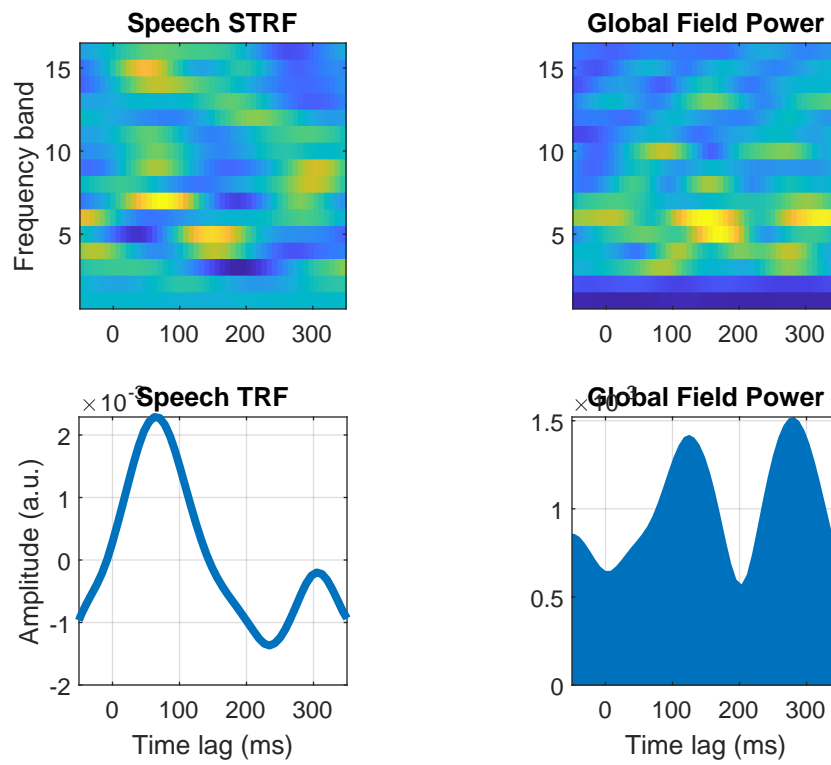 Speech STRF
Frequency band
15
10
5
0 100 200 300
Global Field Power
15
10
5
0 100 200 300
Speech TRF
× 10⁻³
Amplitude (a.u.)
2
1
0
-1
-2
0 100 200 300
Time lag (ms)
Global Field Power
× 10⁻³
1.5
1
0.5
0
0 100 200 300
Time lag (ms)